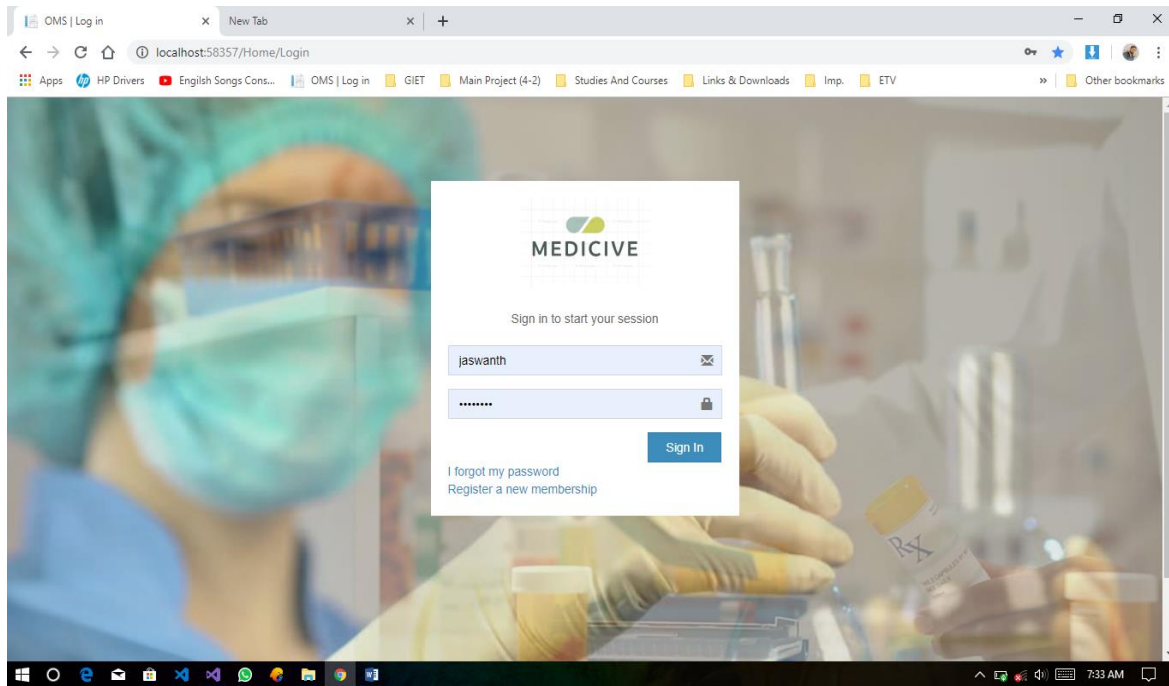 OMS | Log in
New Tab
localhost:58357/Home/Login
Apps HP Drivers Engilsh Songs Cons... OMS | Log in GIET Main Project (4-2) Studies And Courses Links & Downloads Imp. ETV » Other bookmarks
MEDICIVE
Sign in to start your session
jaswanth
••••••••
Sign In
I forgot my password
Register a new membership
RX
7:33 AM